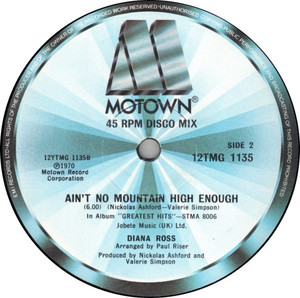 M
MOTOWN®
45 RPM DISCO MIX
SIDE 2
12YTMG 1135B
12TMG 1135
℗1970
Motown Record
Corporation
AIN'T NO MOUNTAIN HIGH ENOUGH
(6.00) (Nickolas Ashford-Valerie Simpson)
In Album "GREATEST HITS"—STMA 8006
Jobete Music (UK) Ltd.
DIANA ROSS
Arranged by Paul Riser
Produced by Nickolas Ashford and
Valerie Simpson